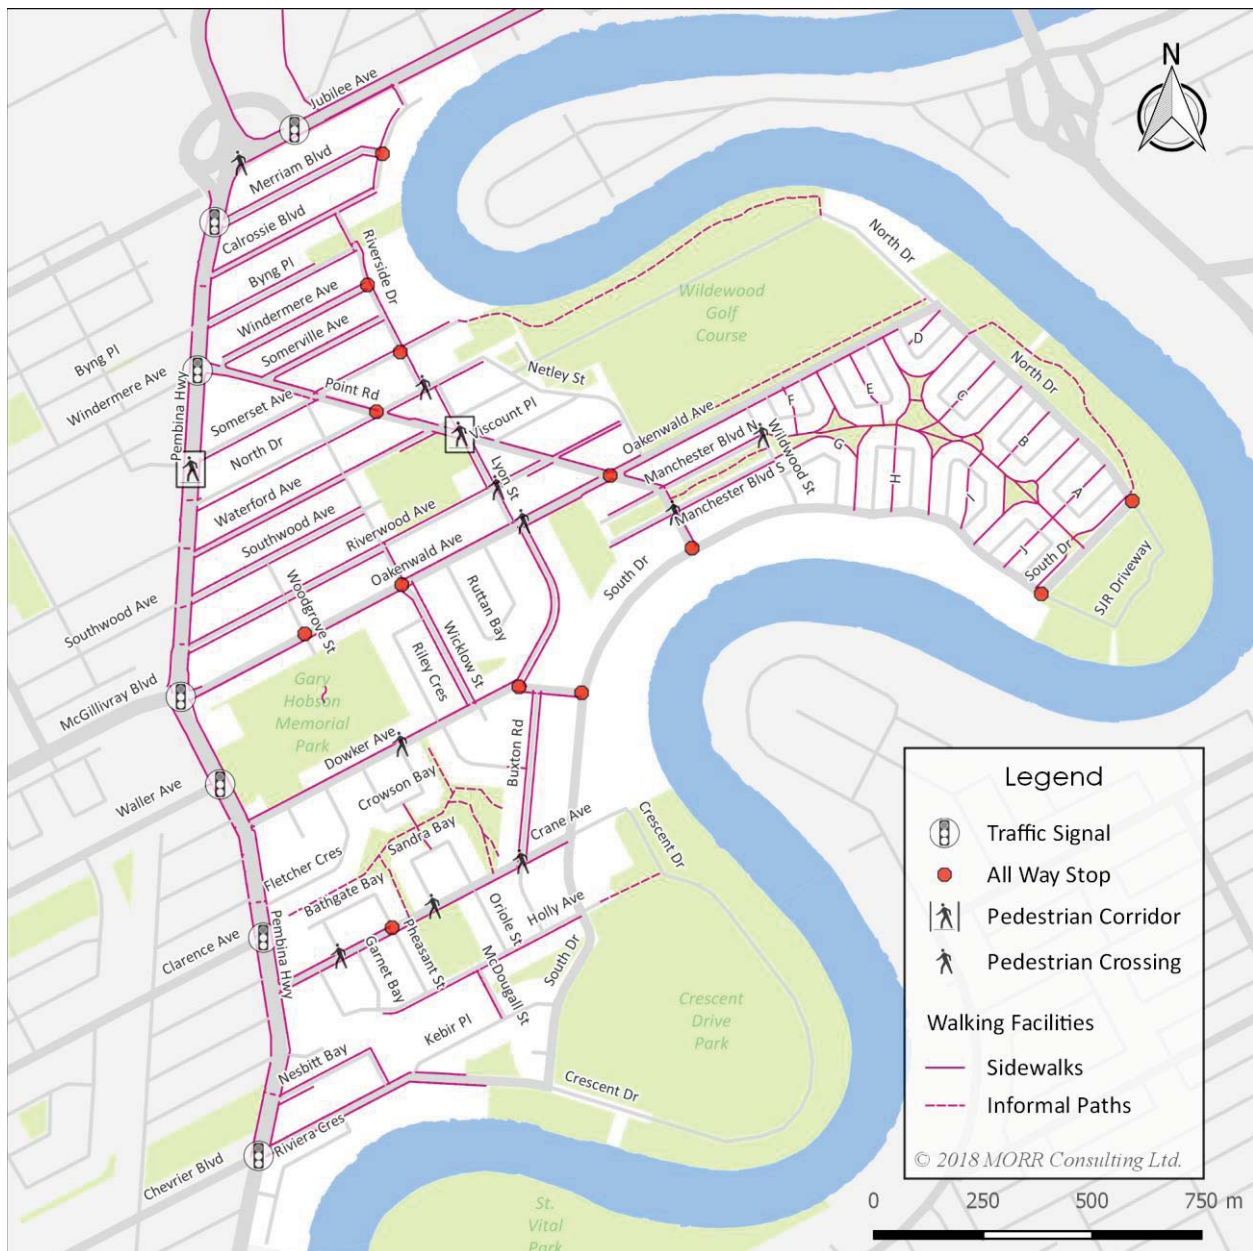 N
Jubilee Ave
Merriam Blvd
Calrossie Blvd
Byng Pl
Riverside Dr
Windermere Ave
Somerville Ave
North Dr
Wildewood
Golf
Course
Byng Pl
Windermere Ave
Pembina Hwy
Point Rd
Somerset Ave
North Dr
Netley St
Viscount Pl
North Dr
D
E
F
C
B
A
G
H
I
J
Oakenwald Ave
Manchester Blvd N
Wildwood St
Manchester Blvd S
Waterford Ave
Lyon St
Southwood Ave
Riverwood Ave
Oakenwald Ave
South Dr
South Dr
SJR Driveway
Southwood Ave
Woodgrove St
Ruttan Bay
Wicklow St
Riley Cres
McGillivray Blvd
Gary
Hobson
Memorial
Park
Dowker Ave
Buxton Rd
Waller Ave
Crowson Bay
Crane Ave
Crescent Dr
Sandra Bay
Fletcher Cres
Bathgate Bay
Oriole St
Holly Ave
Clarence Ave
Pembina Hwy
Pheasant St
Garnet Bay
McDougall St
South Dr
Kebir Pl
Crescent
Drive
Park
Nesbitt Bay
Crescent Dr
Riviera Cres
Chevrier Blvd
St.
Vital
Park
Legend
Traffic Signal
All Way Stop
Pedestrian Corridor
Pedestrian Crossing
Walking Facilities
Sidewalks
Informal Paths
© 2018 MORR Consulting Ltd.
0 250 500 750 m